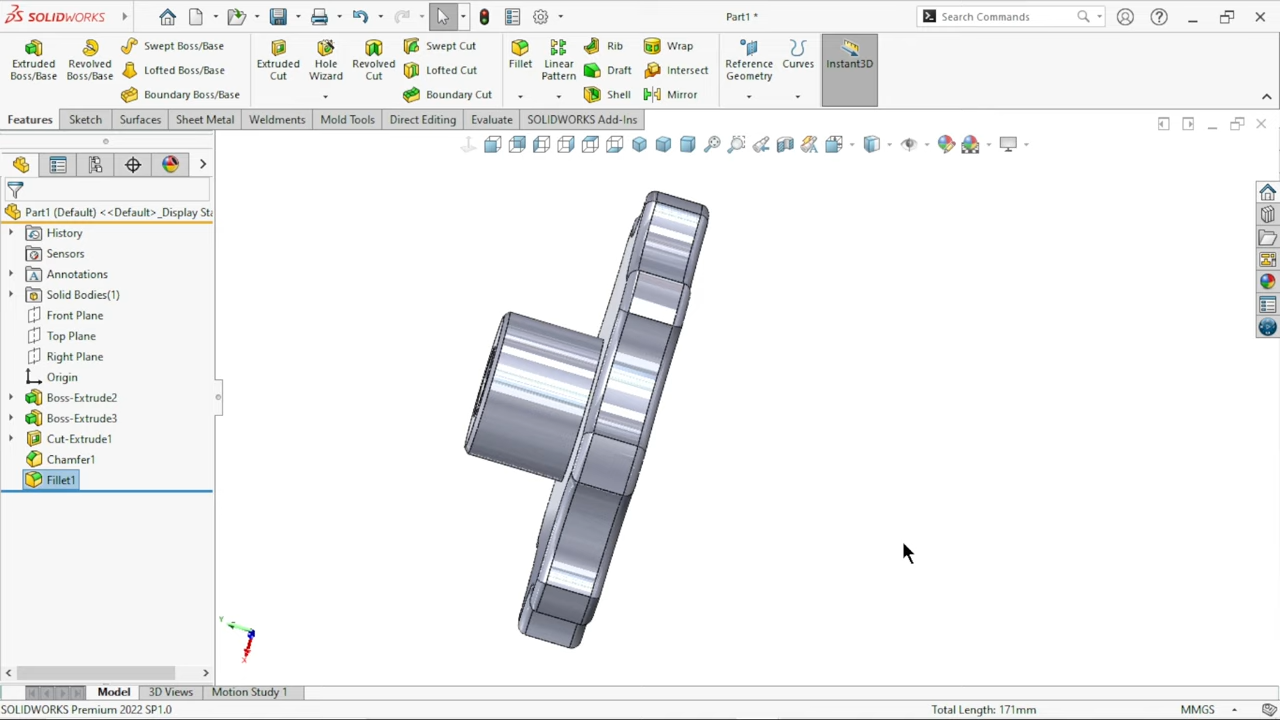 SOLIDWORKS
Part1 *
Search Commands
Extruded Boss/Base
Revolved Boss/Base
Swept Boss/Base
Lofted Boss/Base
Boundary Boss/Base
Extruded Cut
Hole Wizard
Revolved Cut
Swept Cut
Lofted Cut
Boundary Cut
Fillet
Linear Pattern
Rib
Draft
Shell
Wrap
Intersect
Mirror
Reference Geometry
Curves
Instant3D
Features
Sketch
Surfaces
Sheet Metal
Weldments
Mold Tools
Direct Editing
Evaluate
SOLIDWORKS Add-Ins
Part1 (Default) <<Default>_Display Sta
History
Sensors
Annotations
Solid Bodies(1)
Front Plane
Top Plane
Right Plane
Origin
Boss-Extrude2
Boss-Extrude3
Cut-Extrude1
Chamfer1
Fillet1
Y
X
Model
3D Views
Motion Study 1
SOLIDWORKS Premium 2022 SP1.0
Total Length: 171mm
MMGS